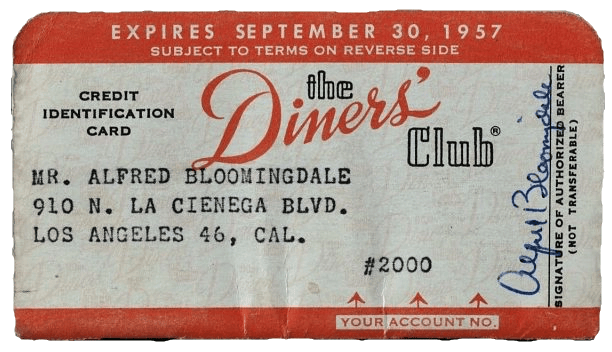 EXPIRES SEPTEMBER 30, 1957
SUBJECT TO TERMS ON REVERSE SIDE
CREDIT
IDENTIFICATION
CARD
the
Diners'
Club®
MR. ALFRED BLOOMINGDALE
910 N. LA CIENEGA BLVD.
LOS ANGELES 46, CAL.
#2000
YOUR ACCOUNT NO.
Alfred Bloomingdale
SIGNATURE OF AUTHORIZED BEARER
(NOT TRANSFERABLE)